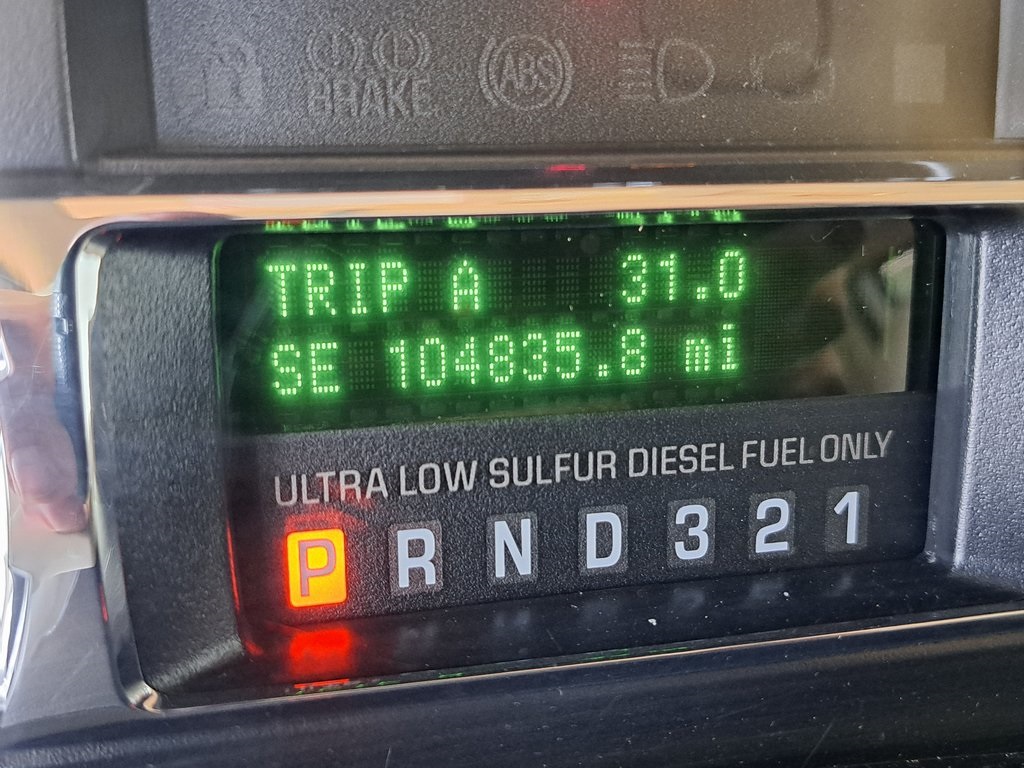 BRAKE ABS
TRIP A 31.0
SE 104835.8 mi
ULTRA LOW SULFUR DIESEL FUEL ONLY
P R N D 3 2 1